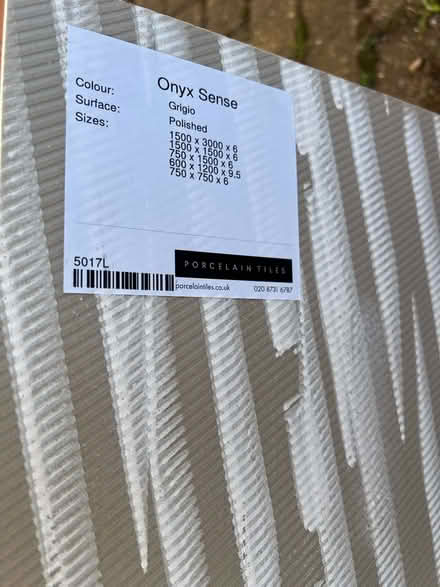 Onyx Sense
Colour: Grigio
Surface: Polished
Sizes: 1500 x 3000 x 6
1500 x 1500 x 6
750 x 1500 x 6
600 x 1200 x 9.5
750 x 750 x 6
5017L
PORCELAIN TILES
porcelaintiles.co.uk 020 8731 6787